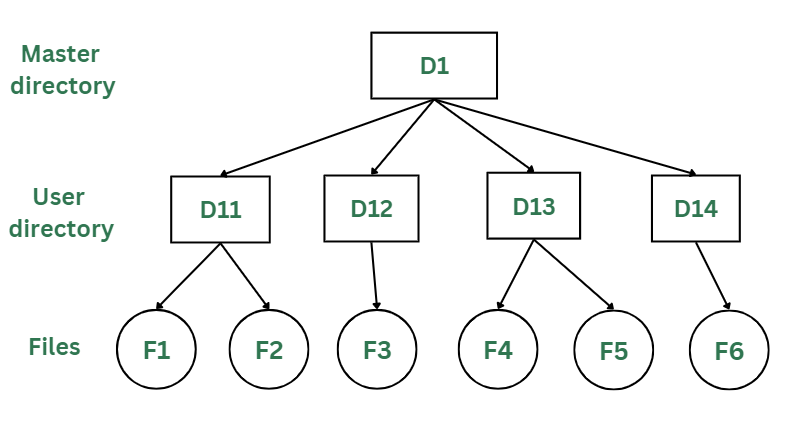 Master
directory
D1
User
directory
D11
D12
D13
D14
Files
F1
F2
F3
F4
F5
F6